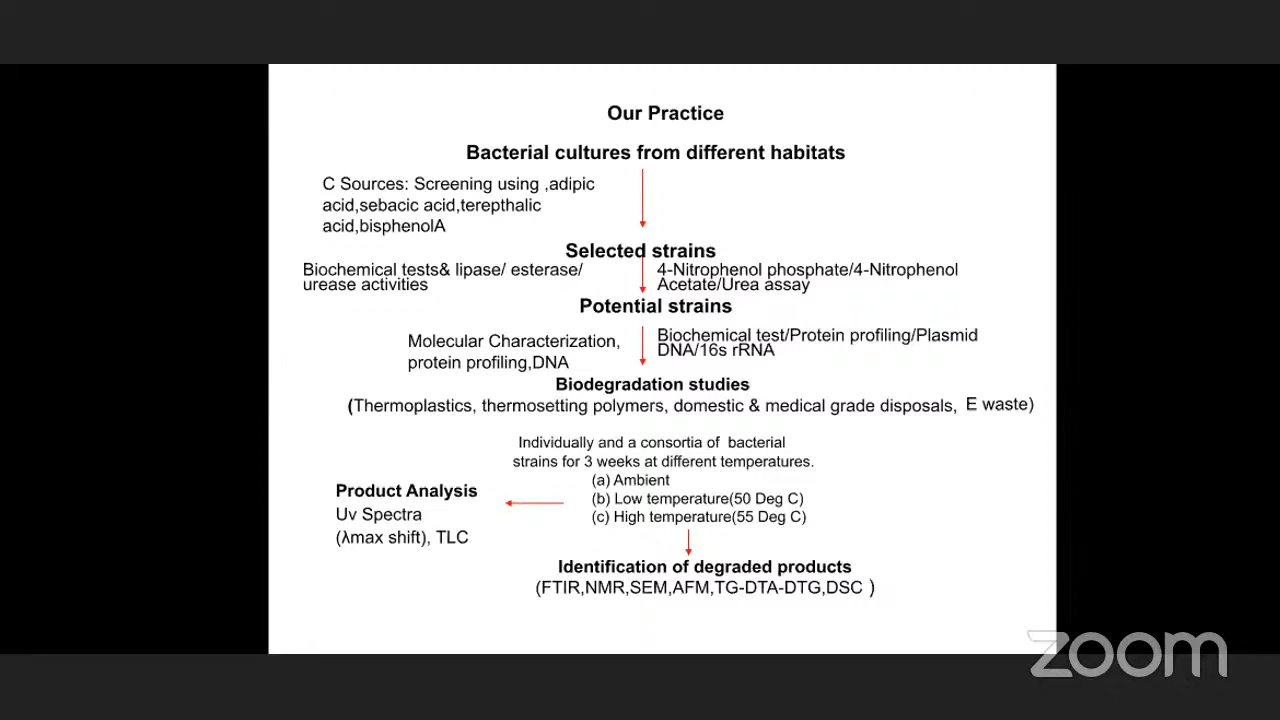 Our Practice
Bacterial cultures from different habitats
C Sources: Screening using ,adipic
acid,sebacic acid,terepthalic
acid,bisphenolA
Selected strains
Biochemical tests& lipase/ esterase/
urease activities
4-Nitrophenol phosphate/4-Nitrophenol
Acetate/Urea assay
Potential strains
Molecular Characterization,
protein profiling,DNA
Biochemical test/Protein profiling/Plasmid
DNA/16s rRNA
Biodegradation studies
(Thermoplastics, thermosetting polymers, domestic & medical grade disposals, E waste)
Individually and a consortia of bacterial
strains for 3 weeks at different temperatures.
(a) Ambient
(b) Low temperature(50 Deg C)
(c) High temperature(55 Deg C)
Product Analysis
Uv Spectra
(λmax shift), TLC
Identification of degraded products
(FTIR,NMR,SEM,AFM,TG-DTA-DTG,DSC )
zoom